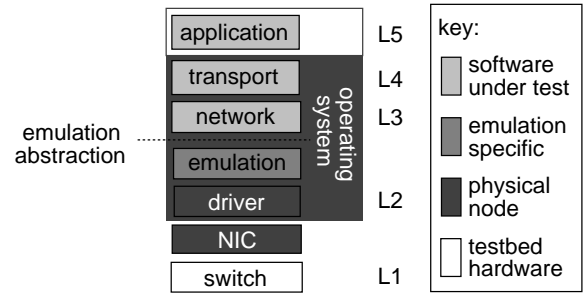 application L5
transport L4
network L3
emulation
driver L2
NIC
switch L1
operating
system
emulation
abstraction
key:
software
under test
emulation
specific
physical
node
testbed
hardware